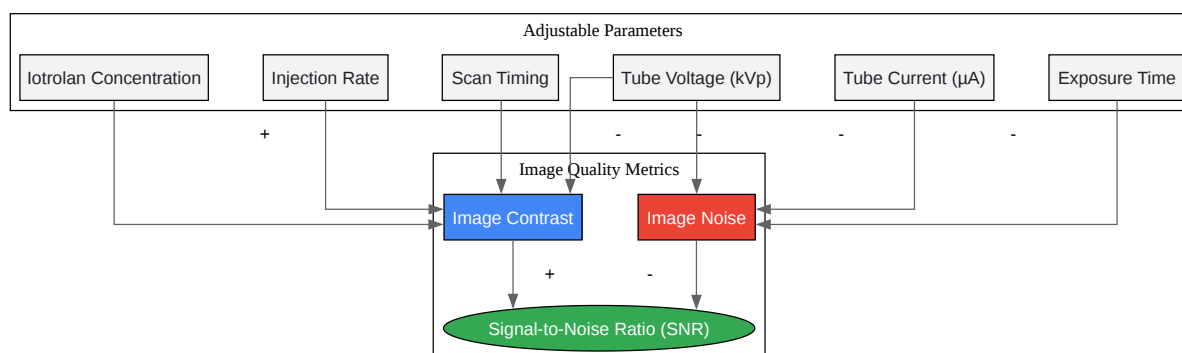 Adjustable Parameters
Iotrolan Concentration
Injection Rate
Scan Timing
Tube Voltage (kVp)
Tube Current (µA)
Exposure Time
+
-
-
-
-
Image Quality Metrics
Image Contrast
Image Noise
+
-
Signal-to-Noise Ratio (SNR)